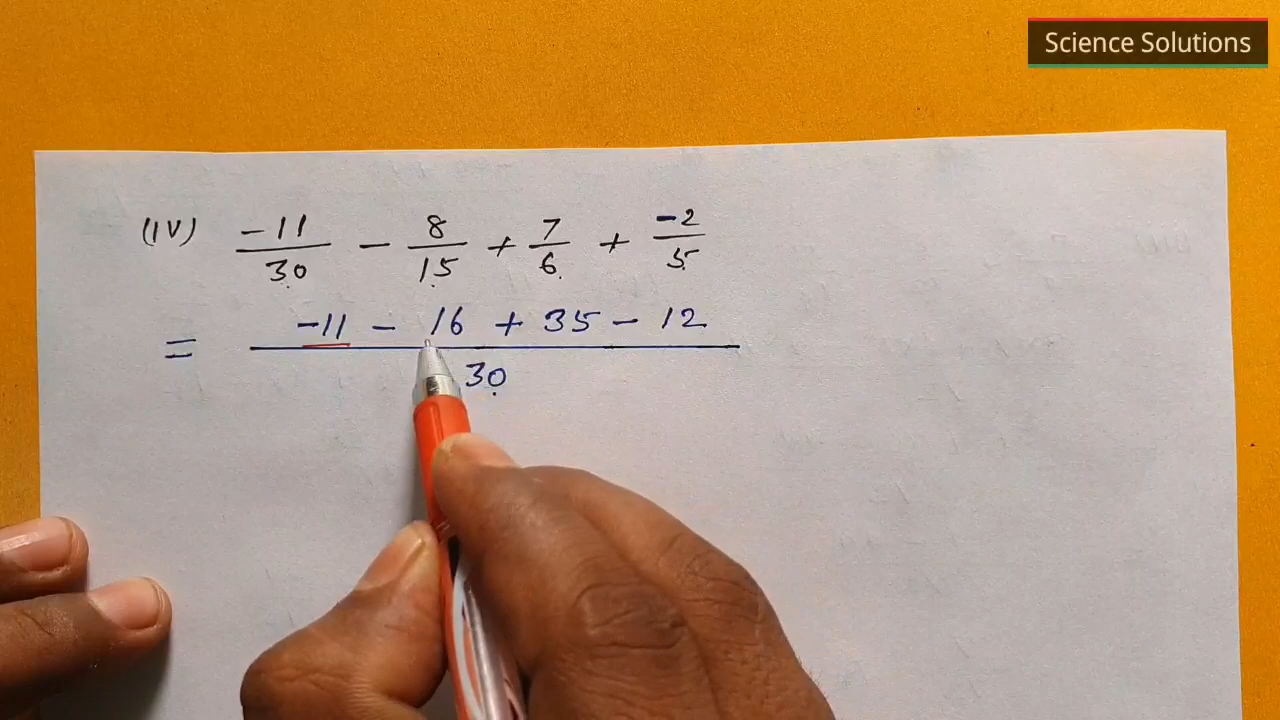 Science Solutions
(IV) -11/30 - 8/15 + 7/6 + -2/5
= -11 - 16 + 35 - 12 / 30